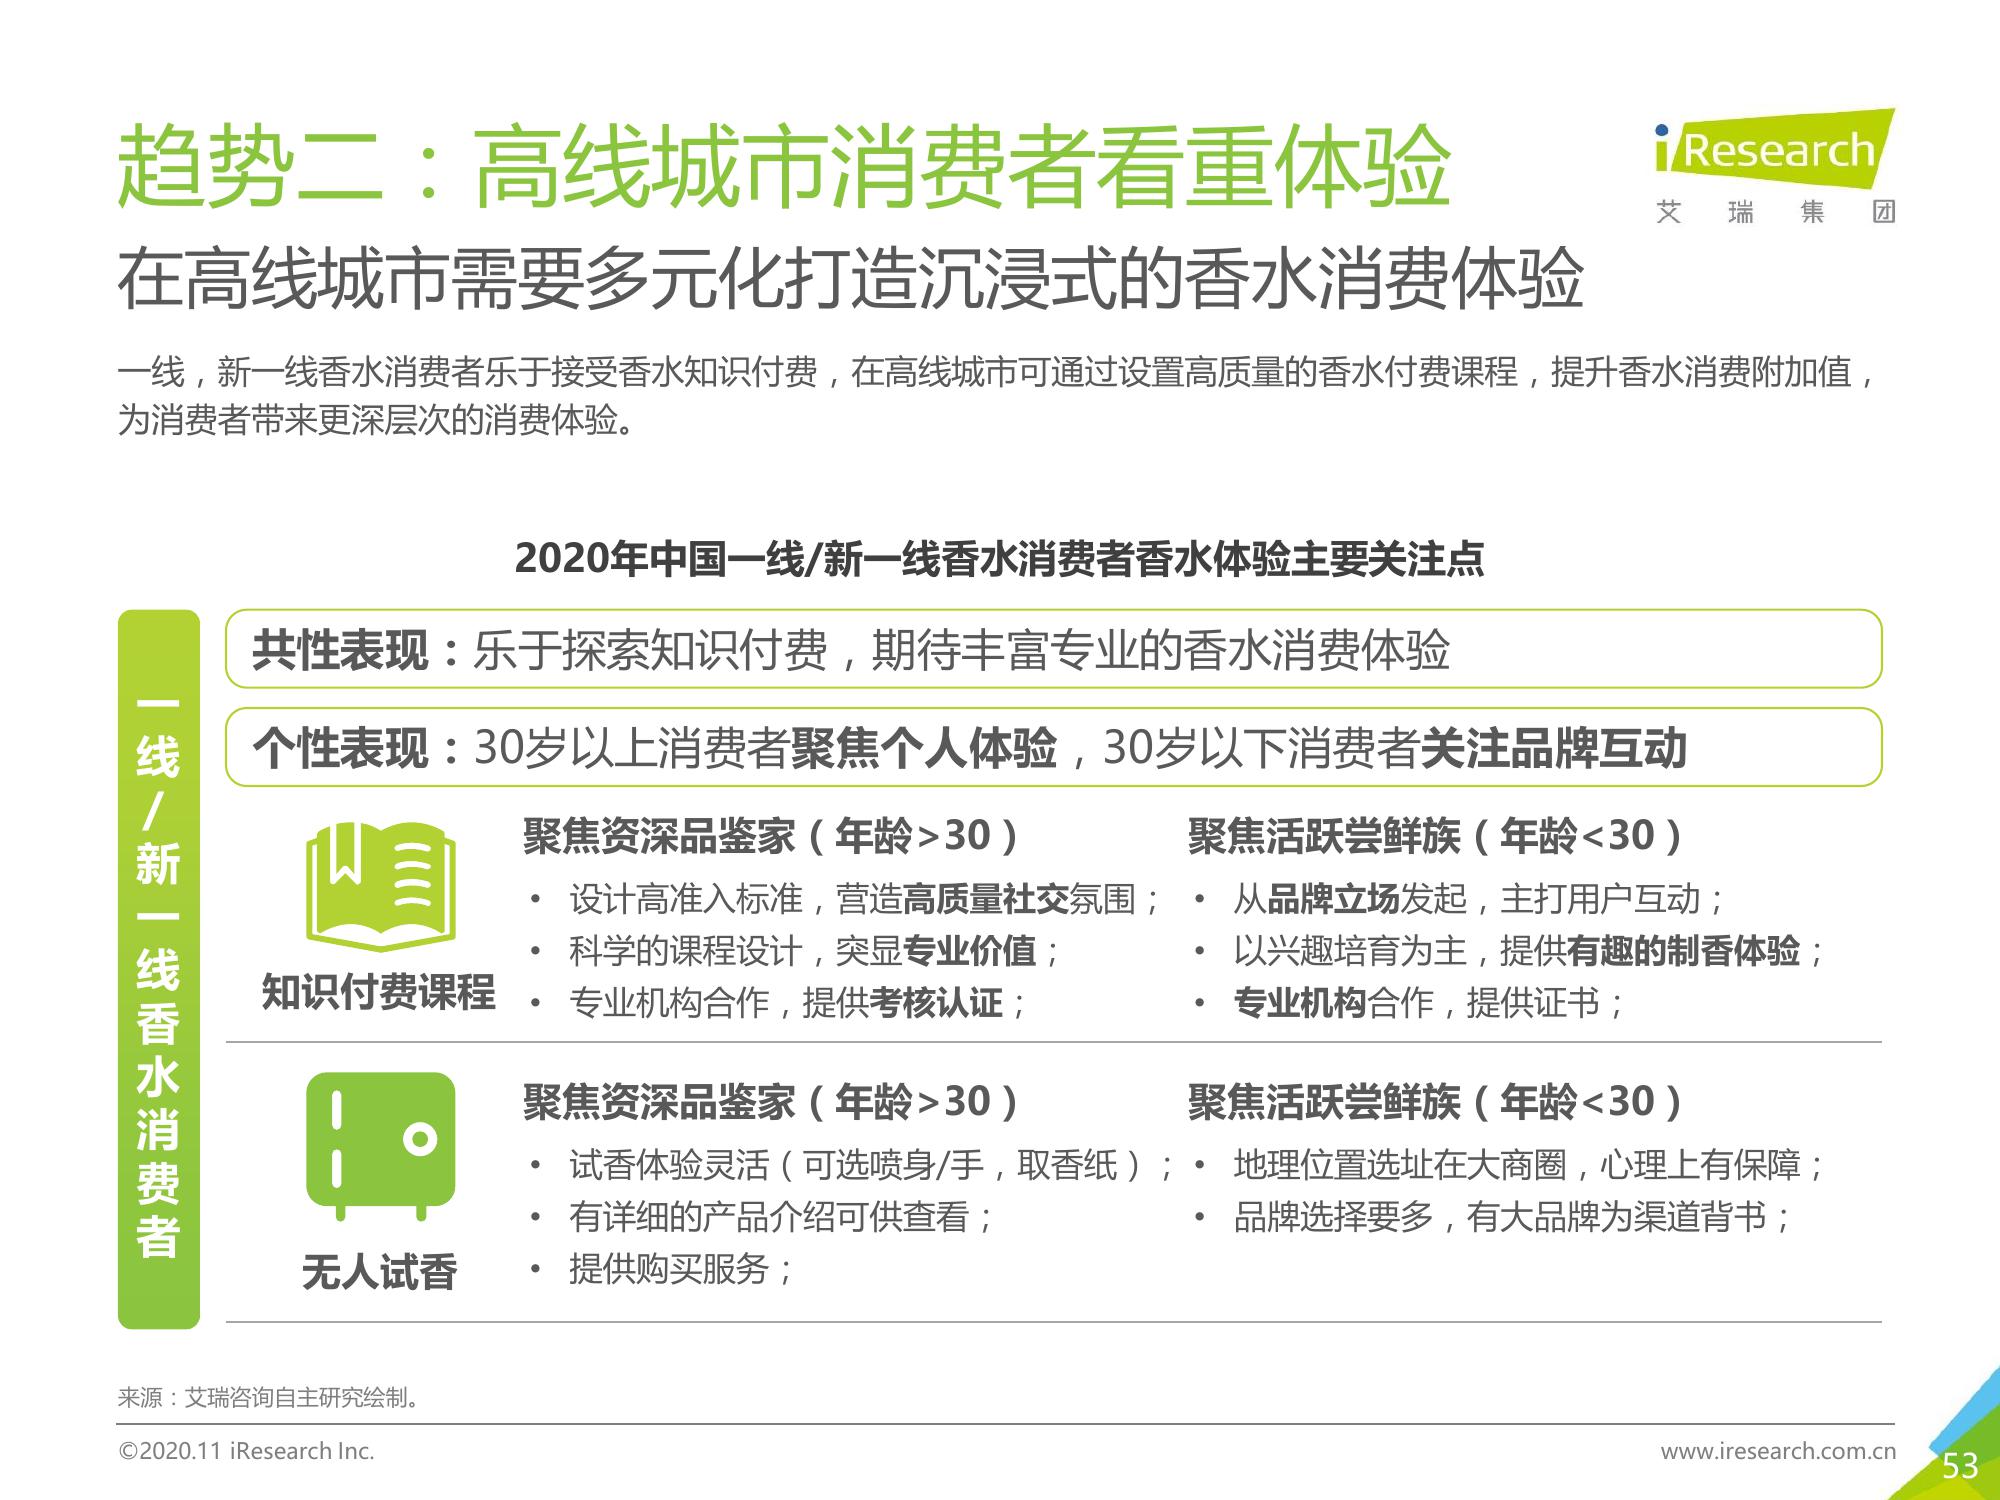 趋势二：高线城市消费者看重体验
iResearch
艾瑞集团
在高线城市需要多元化打造沉浸式的香水消费体验
一线，新一线香水消费者乐于接受香水知识付费，在高线城市可通过设置高质量的香水付费课程，提升香水消费附加值，
为消费者带来更深层次的消费体验。
2020年中国一线/新一线香水消费者香水体验主要关注点
一线/新一线香水消费者
共性表现：乐于探索知识付费，期待丰富专业的香水消费体验
个性表现：30岁以上消费者聚焦个人体验，30岁以下消费者关注品牌互动
知识付费课程
聚焦资深品鉴家（年龄>30）
• 设计高准入标准，营造高质量社交氛围；
• 科学的课程设计，突显专业价值；
• 专业机构合作，提供考核认证；
聚焦活跃尝鲜族（年龄<30）
• 从品牌立场发起，主打用户互动；
• 以兴趣培育为主，提供有趣的制香体验；
• 专业机构合作，提供证书；
无人试香
聚焦资深品鉴家（年龄>30）
• 试香体验灵活（可选喷身/手，取香纸）；
• 有详细的产品介绍可供查看；
• 提供购买服务；
聚焦活跃尝鲜族（年龄<30）
• 地理位置选址在大商圈，心理上有保障；
• 品牌选择要多，有大品牌为渠道背书；
来源：艾瑞咨询自主研究绘制。
©2020.11 iResearch Inc.
www.iresearch.com.cn
53